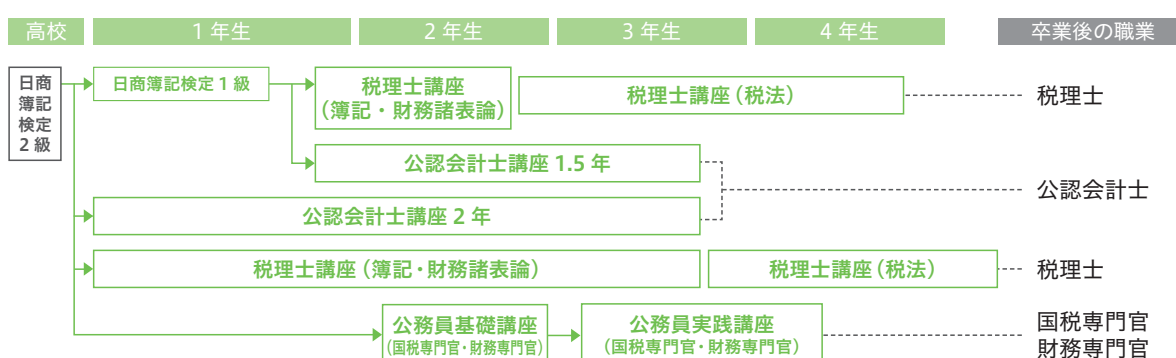 高校 1年生 2年生 3年生 4年生 卒業後の職業
日商
簿記
検定
2級
日商簿記検定1級
税理士講座
(簿記・財務諸表論)
税理士講座(税法)
税理士
公認会計士講座1.5年
公認会計士
公認会計士講座2年
税理士講座(簿記・財務諸表論)
税理士講座(税法)
税理士
公務員基礎講座
(国税専門官・財務専門官)
公務員実践講座
(国税専門官・財務専門官)
国税専門官
財務専門官